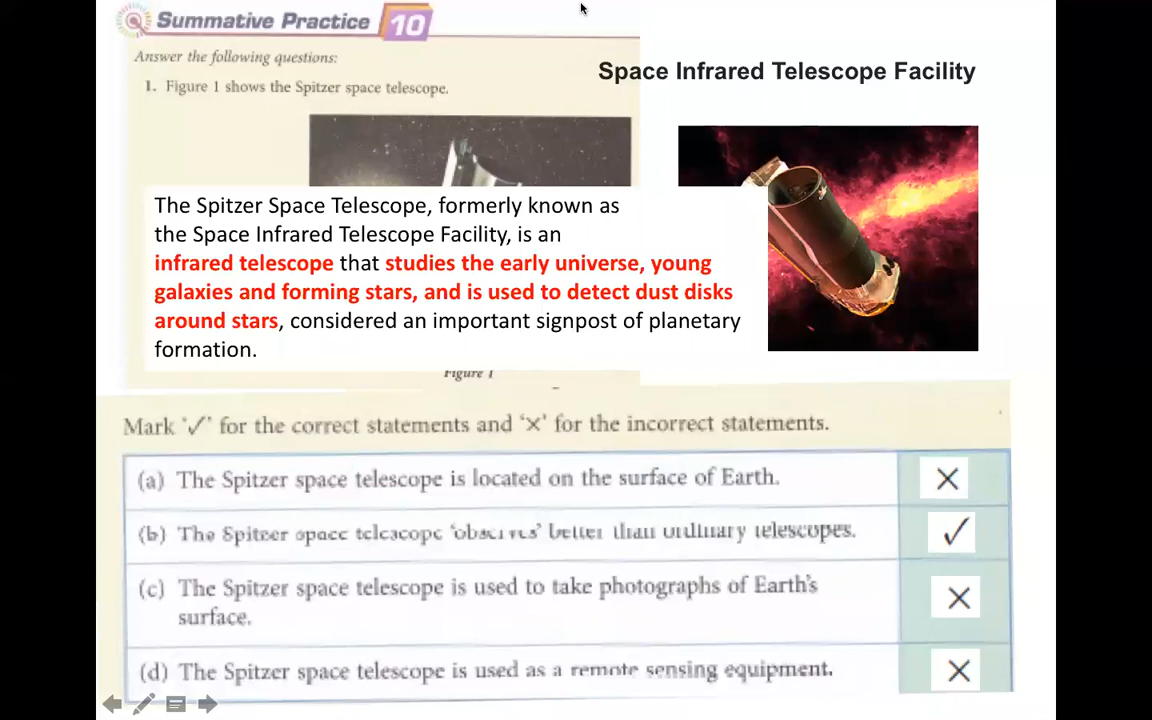 Summative Practice 10
Answer the following questions:
1. Figure 1 shows the Spitzer space telescope.
Space Infrared Telescope Facility
The Spitzer Space Telescope, formerly known as
the Space Infrared Telescope Facility, is an
infrared telescope that studies the early universe, young
galaxies and forming stars, and is used to detect dust disks
around stars, considered an important signpost of planetary
formation.
Figure 1
Mark ‘✓’ for the correct statements and ‘✕’ for the incorrect statements.
(a) The Spitzer space telescope is located on the surface of Earth. ✕
(b) The Spitzer space telescope ‘observes’ better than ordinary telescopes. ✓
(c) The Spitzer space telescope is used to take photographs of Earth's
surface. ✕
(d) The Spitzer space telescope is used as a remote sensing equipment. ✕